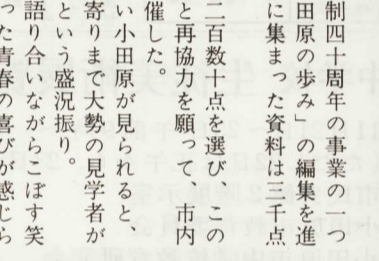 制四十周年の事業の一つ
田原の歩み」の編集を進
に集まった資料は三千点
二百数十点を選び この
と再協力を願って 市内
催した。
い小田原が見られると、
寄りまで大勢の見学者が
という盛況振り。
語り合いながらこぼす笑
った青春の喜びが感じら